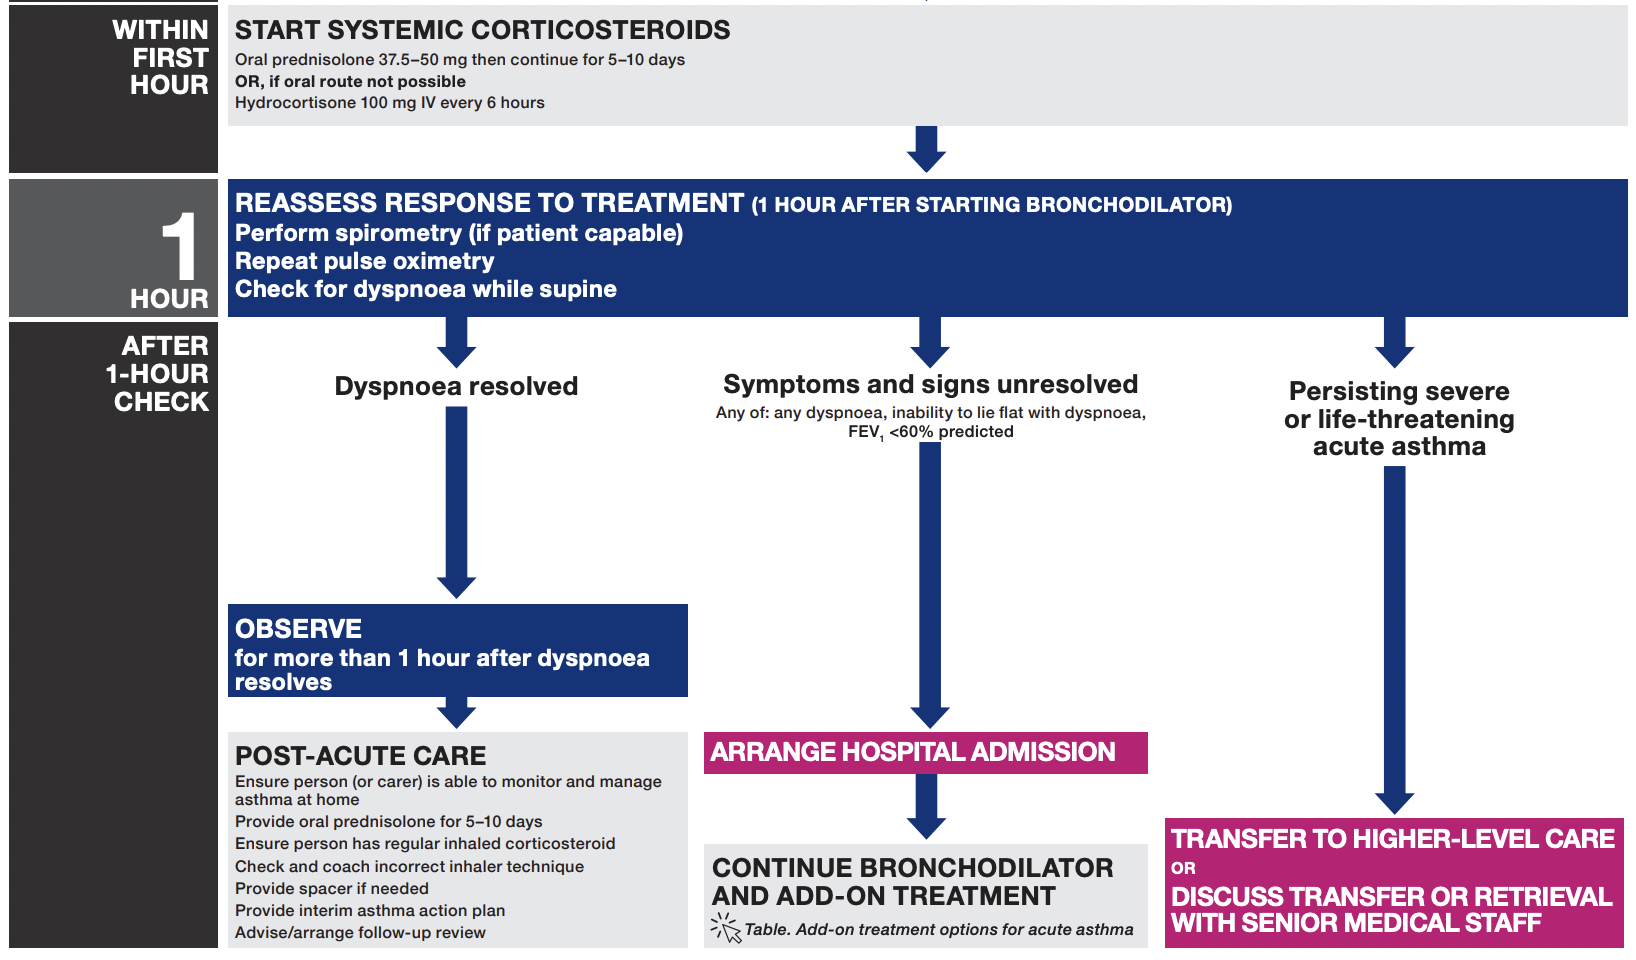 WITHIN
FIRST
HOUR
START SYSTEMIC CORTICOSTEROIDS
Oral prednisolone 37.5–50 mg then continue for 5–10 days
OR, if oral route not possible
Hydrocortisone 100 mg IV every 6 hours
1
HOUR
REASSESS RESPONSE TO TREATMENT (1 HOUR AFTER STARTING BRONCHODILATOR)
Perform spirometry (if patient capable)
Repeat pulse oximetry
Check for dyspnoea while supine
AFTER
1-HOUR
CHECK
Dyspnoea resolved
OBSERVE
for more than 1 hour after dyspnoea
resolves
POST-ACUTE CARE
Ensure person (or carer) is able to monitor and manage
asthma at home
Provide oral prednisolone for 5–10 days
Ensure person has regular inhaled corticosteroid
Check and coach incorrect inhaler technique
Provide spacer if needed
Provide interim asthma action plan
Advise/arrange follow-up review
Symptoms and signs unresolved
Any of: any dyspnoea, inability to lie flat with dyspnoea,
FEV₁ <60% predicted
ARRANGE HOSPITAL ADMISSION
CONTINUE BRONCHODILATOR
AND ADD-ON TREATMENT
Table. Add-on treatment options for acute asthma
Persisting severe
or life-threatening
acute asthma
TRANSFER TO HIGHER-LEVEL CARE
OR
DISCUSS TRANSFER OR RETRIEVAL
WITH SENIOR MEDICAL STAFF